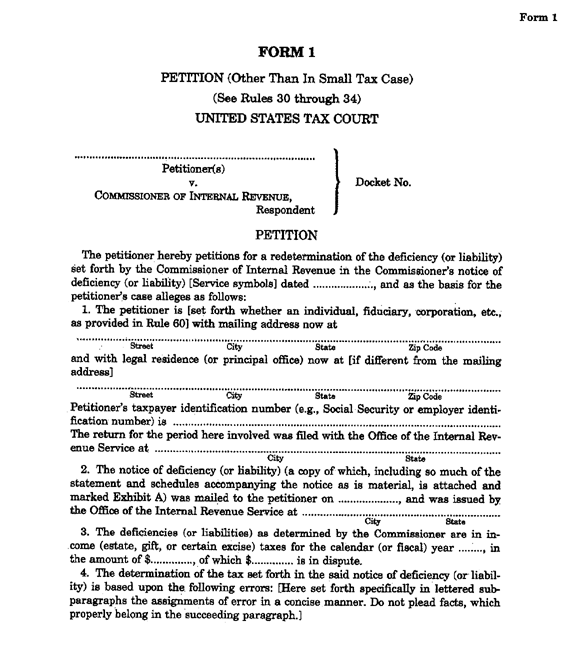 Form 1
FORM 1
PETITION (Other Than In Small Tax Case)
(See Rules 30 through 34)
UNITED STATES TAX COURT
................................................................
Petitioner(s)
v.
COMMISSIONER OF INTERNAL REVENUE,
Respondent
Docket No.
PETITION
The petitioner hereby petitions for a redetermination of the deficiency (or liability)
set forth by the Commissioner of Internal Revenue in the Commissioner's notice of
deficiency (or liability) [Service symbols] dated ..................., and as the basis for the
petitioner's case alleges as follows:
1. The petitioner is [set forth whether an individual, fiduciary, corporation, etc.,
as provided in Rule 60] with mailing address now at
................................................................
Street City State Zip Code
and with legal residence (or principal office) now at [if different from the mailing
address]
................................................................
Street City State Zip Code
Petitioner's taxpayer identification number (e.g., Social Security or employer identi-
fication number) is ................................................................
The return for the period here involved was filed with the Office of the Internal Rev-
enue Service at ................................................................
City State
2. The notice of deficiency (or liability) (a copy of which, including so much of the
statement and schedules accompanying the notice as is material, is attached and
marked Exhibit A) was mailed to the petitioner on .................., and was issued by
the Office of the Internal Revenue Service at ................................................
City State
3. The deficiencies (or liabilities) as determined by the Commissioner are in in-
come (estate, gift, or certain excise) taxes for the calendar (or fiscal) year ........, in
the amount of $............., of which $............. is in dispute.
4. The determination of the tax set forth in the said notice of deficiency (or liabil-
ity) is based upon the following errors: [Here set forth specifically in lettered sub-
paragraphs the assignments of error in a concise manner. Do not plead facts, which
properly belong in the succeeding paragraph.]